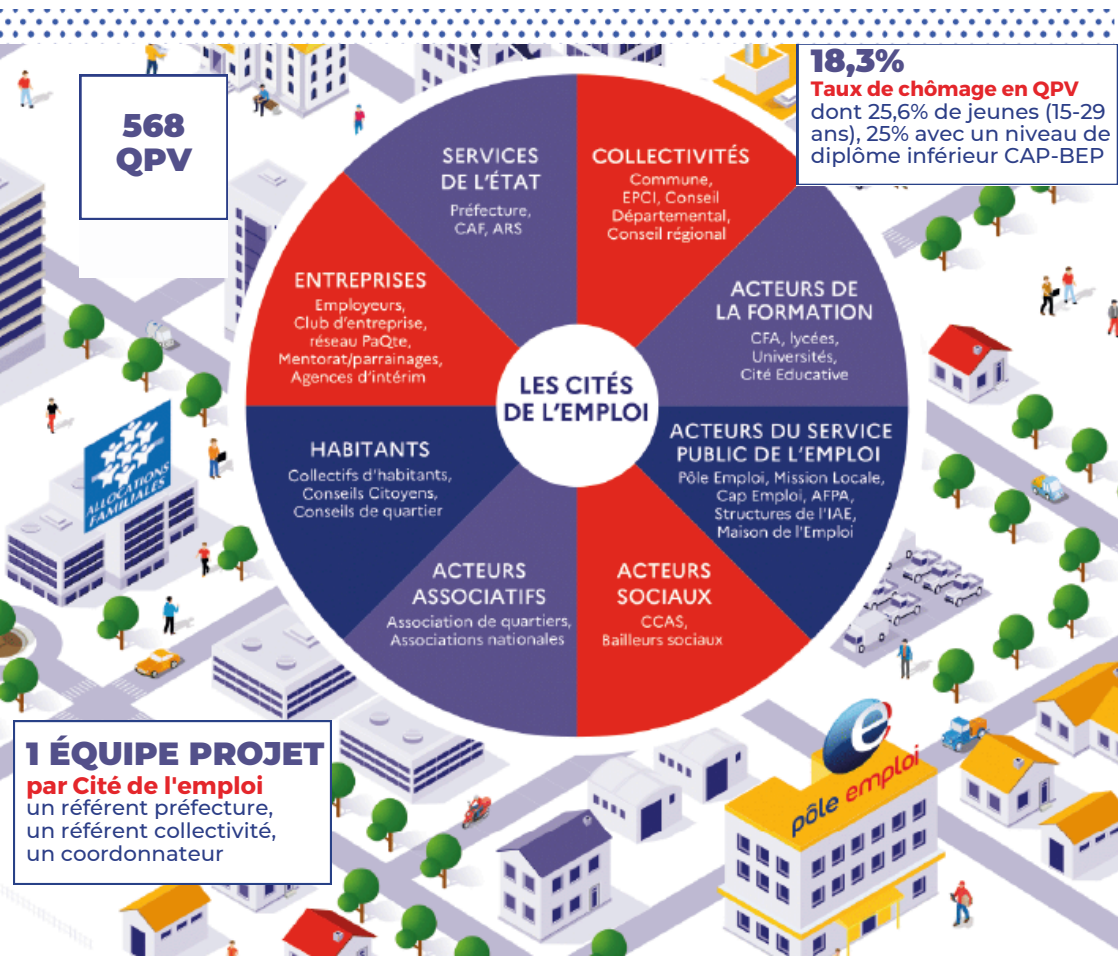 568
QPV
18,3%
Taux de chômage en QPV
dont 25,6% de jeunes (15-29
ans), 25% avec un niveau de
diplôme inférieur CAP-BEP
SERVICES
DE L'ÉTAT
Préfecture,
CAF, ARS
COLLECTIVITÉS
Commune,
EPCI, Conseil
Départemental,
Conseil régional
ENTREPRISES
Employeurs,
Club d'entreprise,
réseau PaQte,
Mentorat/parrainages,
Agences d'intérim
ACTEURS DE
LA FORMATION
CFA, lycées,
Universités,
Cité Educative
LES CITÉS
DE L'EMPLOI
HABITANTS
Collectifs d'habitants,
Conseils Citoyens,
Conseils de quartier
ACTEURS DU SERVICE
PUBLIC DE L'EMPLOI
Pôle Emploi, Mission Locale,
Cap Emploi, AFPA,
Structures de l'IAE,
Maison de l'Emploi
ACTEURS
ASSOCIATIFS
Association de quartiers,
Associations nationales
ACTEURS
SOCIAUX
CCAS,
Bailleurs sociaux
ALLOCATIONS
FAMILIALES
1 ÉQUIPE PROJET
par Cité de l'emploi
un référent préfecture,
un référent collectivité,
un coordonnateur
e
pôle emploi